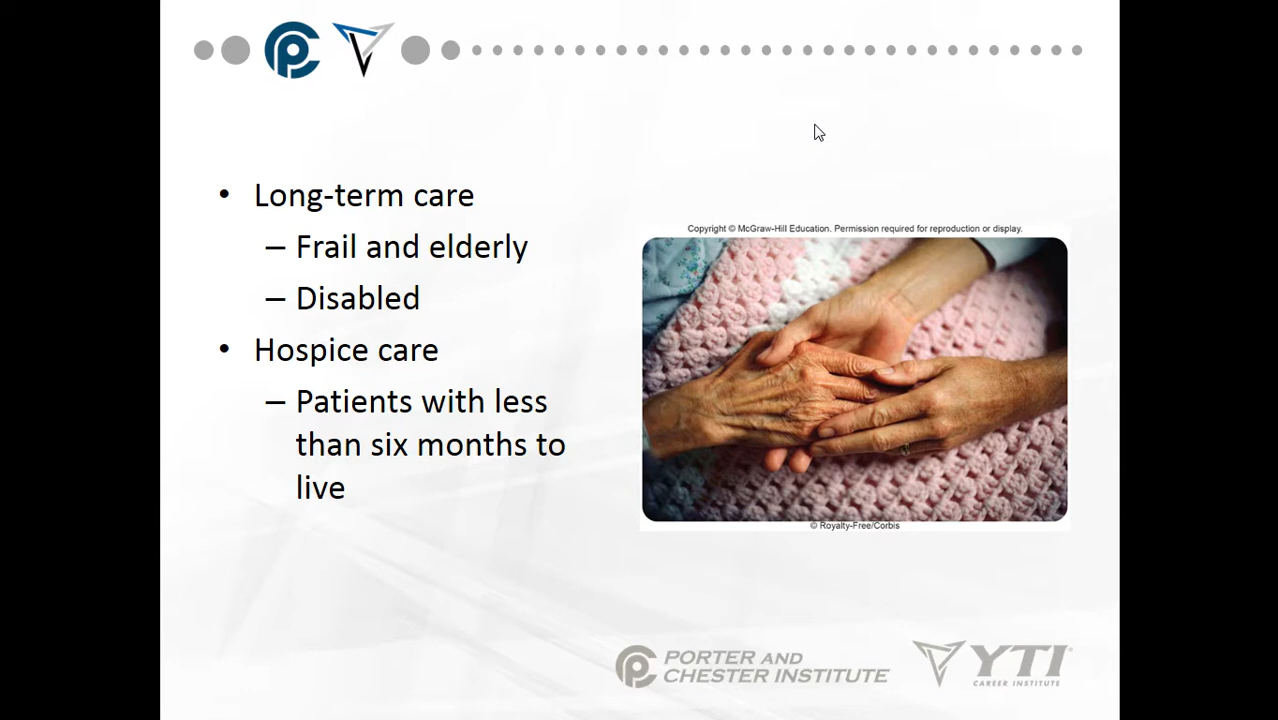 • Long-term care
– Frail and elderly
– Disabled
• Hospice care
– Patients with less
than six months to
live
Copyright © McGraw-Hill Education. Permission required for reproduction or display.
© Royalty-Free/Corbis
PORTER AND
CHESTER INSTITUTE
YTI®
CAREER INSTITUTE